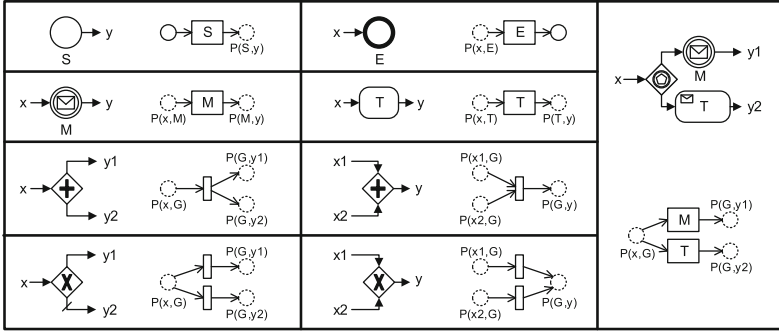 S y
S
P(S,y)
x
E
E
P(x,E)
x y
M
M
P(x,M) P(M,y)
x T y
T
P(x,T) P(T,y)
x
y1
y2
P(x,G)
P(G,y1)
P(G,y2)
x1
x2
y
P(x1,G)
P(x2,G)
P(G,y)
x
X
y1
y2
P(x,G)
P(G,y1)
P(G,y2)
x1
x2
X
y
P(x1,G)
P(x2,G)
P(G,y)
x
M
y1
T
y2
P(x,G)
M
T
P(G,y1)
P(G,y2)